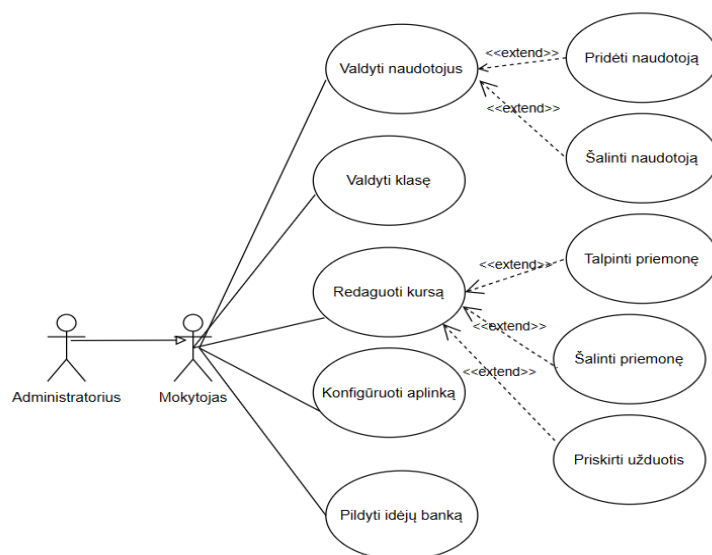 <<extend>>
Pridėti naudotoją
Valdyti naudotojus
<<extend>>
Šalinti naudotoją
Valdyti klasę
<<extend>>
Talpinti priemonę
Redaguoti kursą
<<extend>>
Šalinti priemonę
<<extend>>
Konfigūruoti aplinką
Administratorius
Mokytojas
Priskirti užduotis
Pildyti idėjų banką